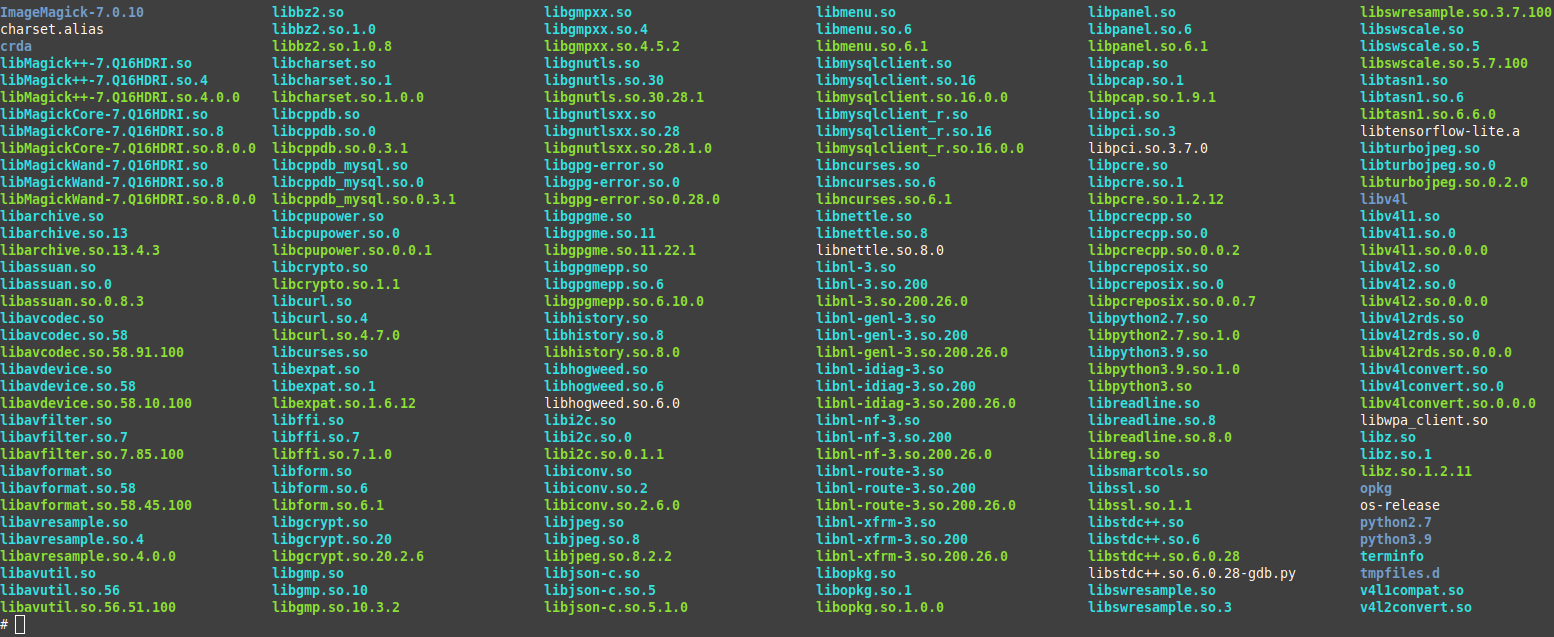 ImageMagick-7.0.10 libbz2.so libgmpxx.so libmenu.so libpanel.so libswresample.so.3.7.100
charset.alias libbz2.so.1.0 libgmpxx.so.4 libmenu.so.6 libpanel.so.6 libswscale.so
crda libbz2.so.1.0.8 libgmpxx.so.4.5.2 libmenu.so.6.1 libpanel.so.6.1 libswscale.so.5
libMagick++-7.Q16HDRI.so libcharset.so libgnutls.so libmysqlclient.so libpcap.so libswscale.so.5.7.100
libMagick++-7.Q16HDRI.so.4 libcharset.so.1 libgnutls.so.30 libmysqlclient.so.16 libpcap.so.1 libtasn1.so
libMagick++-7.Q16HDRI.so.4.0.0 libcharset.so.1.0.0 libgnutls.so.30.28.1 libmysqlclient.so.16.0.0 libpcap.so.1.9.1 libtasn1.so.6
libMagickCore-7.Q16HDRI.so libcppdb.so libgnutlsxx.so libmysqlclient_r.so libpci.so libtasn1.so.6.6.0
libMagickCore-7.Q16HDRI.so.8 libcppdb.so.0 libgnutlsxx.so.28 libmysqlclient_r.so.16 libpci.so.3 libtensorflow-lite.a
libMagickCore-7.Q16HDRI.so.8.0.0 libcppdb.so.0.3.1 libgnutlsxx.so.28.1.0 libmysqlclient_r.so.16.0.0 libpci.so.3.7.0 libturbojpeg.so
libMagickWand-7.Q16HDRI.so libcppdb_mysql.so libgpg-error.so libncurses.so libpcre.so libturbojpeg.so.0
libMagickWand-7.Q16HDRI.so.8 libcppdb_mysql.so.0 libgpg-error.so.0 libncurses.so.6 libpcre.so.1 libturbojpeg.so.0.2.0
libMagickWand-7.Q16HDRI.so.8.0.0 libcppdb_mysql.so.0.3.1 libgpg-error.so.0.28.0 libncurses.so.6.1 libpcre.so.1.2.12 libv4l
libarchive.so libcpupower.so libgpgme.so libnettle.so libpcrecpp.so libv4l1.so
libarchive.so.13 libcpupower.so.0 libgpgme.so.11 libnettle.so.8 libpcrecpp.so.0 libv4l1.so.0
libarchive.so.13.4.3 libcpupower.so.0.0.1 libgpgme.so.11.22.1 libnettle.so.8.0 libpcrecpp.so.0.0.2 libv4l1.so.0.0.0
libassuan.so libcrypto.so libgpgmepp.so libnl-3.so libpcreposix.so libv4l2.so
libassuan.so.0 libcrypto.so.1.1 libgpgmepp.so.6 libnl-3.so.200 libpcreposix.so.0 libv4l2.so.0
libassuan.so.0.8.3 libcurl.so libgpgmepp.so.6.10.0 libnl-3.so.200.26.0 libpcreposix.so.0.0.7 libv4l2.so.0.0.0
libavcodec.so libcurl.so.4 libhistory.so libnl-genl-3.so libpython2.7.so libv4l2rds.so
libavcodec.so.58 libcurl.so.4.7.0 libhistory.so.8 libnl-genl-3.so.200 libpython2.7.so.1.0 libv4l2rds.so.0
libavcodec.so.58.91.100 libcurses.so libhistory.so.8.0 libnl-genl-3.so.200.26.0 libpython3.9.so libv4l2rds.so.0.0.0
libavdevice.so libexpat.so libhogweed.so libnl-idiag-3.so libpython3.9.so.1.0 libv4lconvert.so
libavdevice.so.58 libexpat.so.1 libhogweed.so.6 libnl-idiag-3.so.200 libpython3.so libv4lconvert.so.0
libavdevice.so.58.10.100 libexpat.so.1.6.12 libhogweed.so.6.0 libnl-idiag-3.so.200.26.0 libreadline.so libv4lconvert.so.0.0.0
libavfilter.so libffi.so libi2c.so libnl-nf-3.so libreadline.so.8 libwpa_client.so
libavfilter.so.7 libffi.so.7 libi2c.so.0 libnl-nf-3.so.200 libreadline.so.8.0 libz.so
libavfilter.so.7.85.100 libffi.so.7.1.0 libi2c.so.0.1.1 libnl-nf-3.so.200.26.0 libreg.so libz.so.1
libavformat.so libform.so libiconv.so libnl-route-3.so libsmartcols.so libz.so.1.2.11
libavformat.so.58 libform.so.6 libiconv.so.2 libnl-route-3.so.200 libssl.so opkg
libavformat.so.58.45.100 libform.so.6.1 libiconv.so.2.6.0 libnl-route-3.so.200.26.0 libssl.so.1.1 os-release
libavresample.so libgcrypt.so libjpeg.so libnl-xfrm-3.so libstdc++.so python2.7
libavresample.so.4 libgcrypt.so.20 libjpeg.so.8 libnl-xfrm-3.so.200 libstdc++.so.6 python3.9
libavresample.so.4.0.0 libgcrypt.so.20.2.6 libjpeg.so.8.2.2 libnl-xfrm-3.so.200.26.0 libstdc++.so.6.0.28 terminfo
libavutil.so libgmp.so libjson-c.so libopkg.so libstdc++.so.6.0.28-gdb.py tmpfiles.d
libavutil.so.56 libgmp.so.10 libjson-c.so.5 libopkg.so.1 libswresample.so v4l1compat.so
libavutil.so.56.51.100 libgmp.so.10.3.2 libjson-c.so.5.1.0 libopkg.so.1.0.0 libswresample.so.3 v4l2convert.so
#